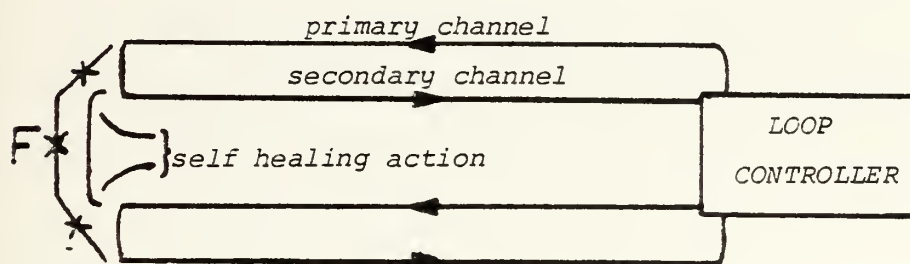 primary channel
secondary channel
F
self healing action
LOOP
CONTROLLER